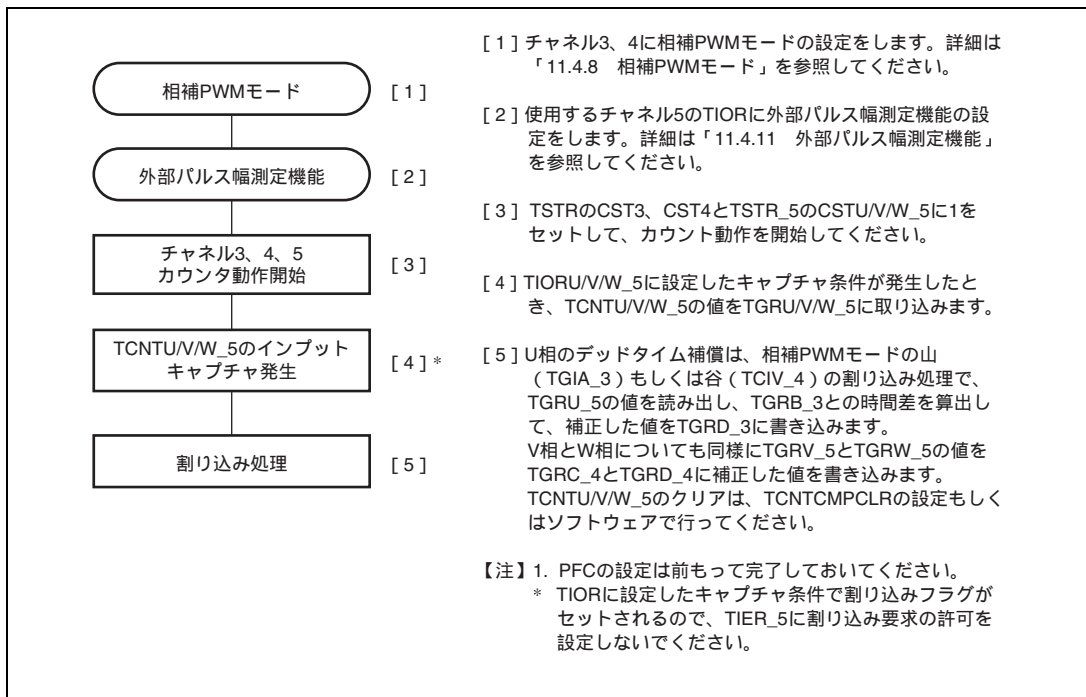 相補PWMモード [1]
外部パルス幅測定機能 [2]
チャネル3、4、5
カウンタ動作開始 [3]
TCNTU/V/W_5のインプット
キャプチャ発生 [4]*
割り込み処理 [5]
[1]チャネル3、4に相補PWMモードの設定をします。詳細は
「11.4.8 相補PWMモード」を参照してください。
[2]使用するチャネル5のTIORに外部パルス幅測定機能の設
定をします。詳細は「11.4.11 外部パルス幅測定機能」
を参照してください。
[3] TSTRのCST3、CST4とTSTR_5のCSTU/V/W_5に1を
セットして、カウント動作を開始してください。
[4]TIORU/V/W_5に設定したキャプチャ条件が発生したと
き、TCNTU/V/W_5の値をTGRU/V/W_5に取り込みます。
[5]U相のデッドタイム補償は、相補PWMモードの山
(TGIA_3)もしくは谷(TCIV_4)の割り込み処理で、
TGRU_5の値を読み出し、TGRB_3との時間差を算出し
て、補正した値をTGRD_3に書き込みます。
V相とW相についても同様にTGRV_5とTGRW_5の値を
TGRC_4とTGRD_4に補正した値を書き込みます。
TCNTU/V/W_5のクリアは、TCNTCMPCLRの設定もしく
はソフトウェアで行ってください。
【注】1. PFCの設定は前もって完了しておいてください。
* TIORに設定したキャプチャ条件で割り込みフラグが
セットされるので、TIER_5に割り込み要求の許可を
設定しないでください。